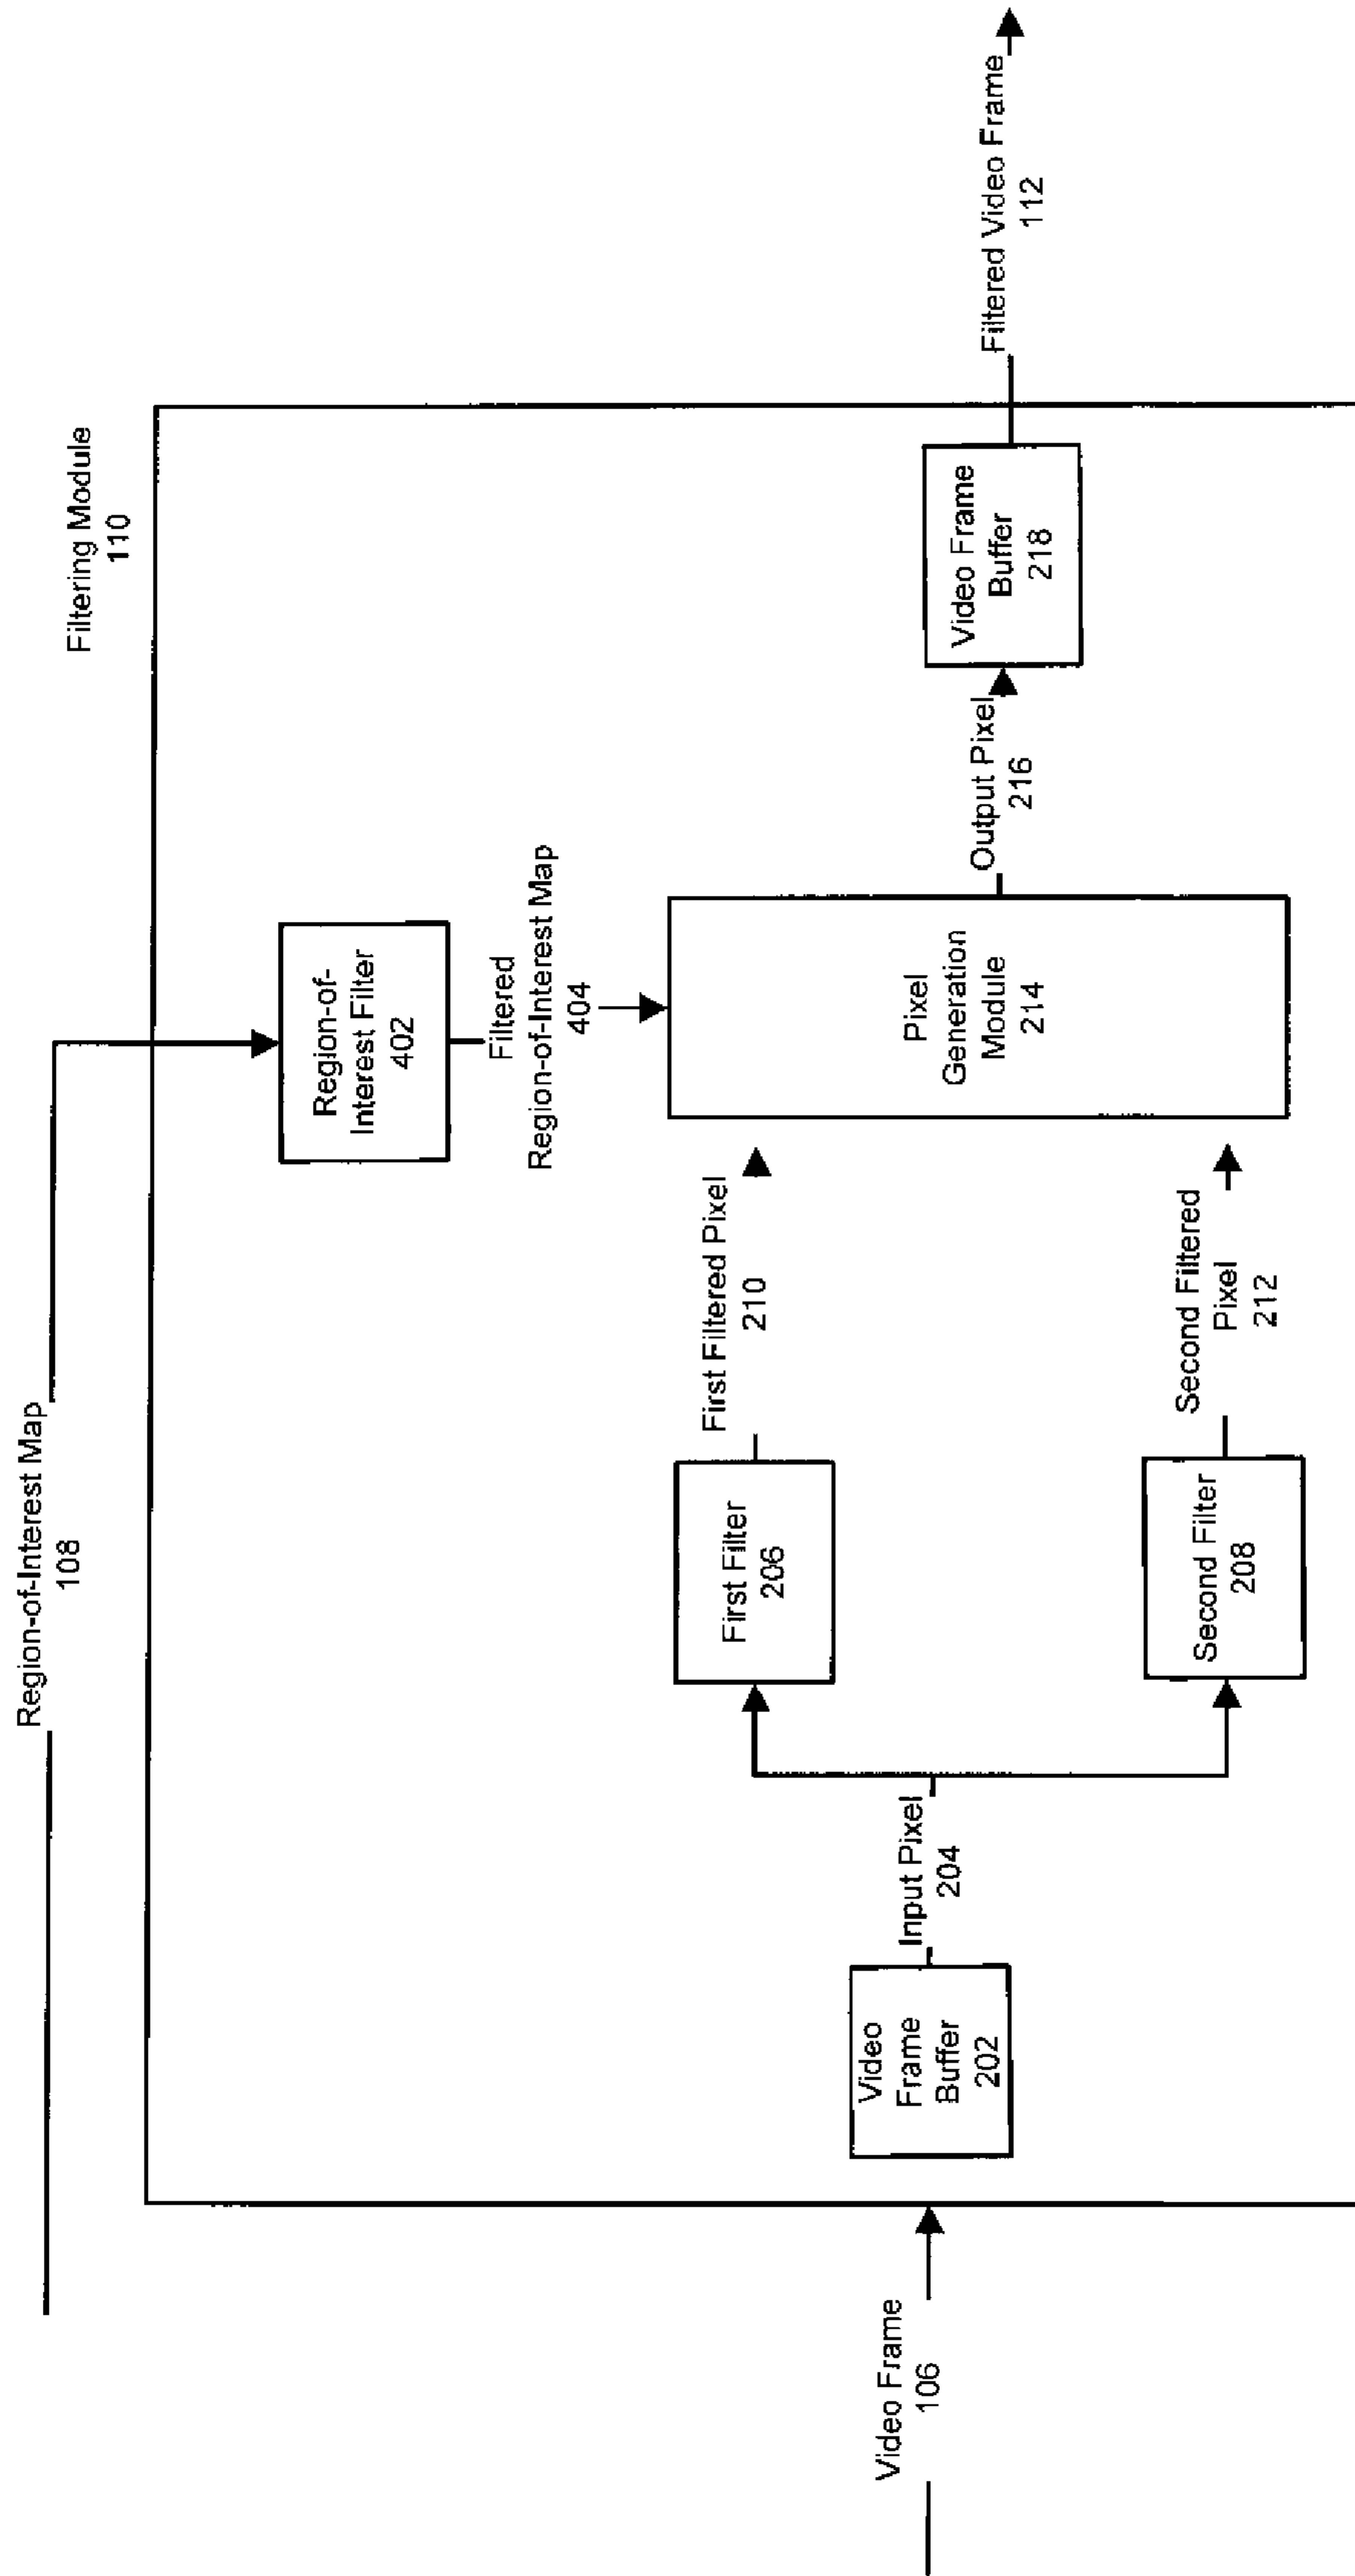 Region-of-Interest Map
108
Filtering Module
110
Region-of-
Interest Filter
402
Filtered
Region-of-Interest Map
404
Video Frame
106
Video
Frame
Buffer
202
Input Pixel
204
First Filter
206
First Filtered Pixel
210
Second Filter
208
Second Filtered
Pixel
212
Pixel
Generation
Module
214
Output Pixel
216
Video Frame
Buffer
218
Filtered Video Frame
112